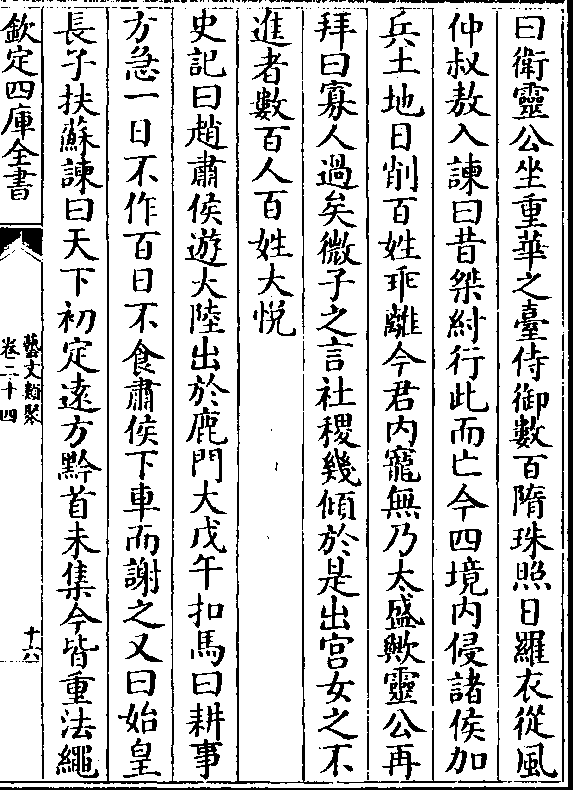 曰衛靈公坐重華之臺侍御數百隋珠照日羅衣從風
仲叔敖入諫曰昔桀紂行此而亡今四境内侵諸侯加
兵土地日削百姓乖離今君内寵無乃太盛歟靈公再
拜曰寡人過矣微子之言社稷幾傾於是出宫女之不
進者數百人百姓大悦
史記曰趙肅侯遊大陸出於鹿門大戊午扣馬曰耕事
方急一日不作百日不食肅侯下車而謝之又曰始皇
長子扶蘇諫曰天下初定遠方黔首未集今皆重法繩
欽定四庫全書
藝文類聚
卷二十四
十六